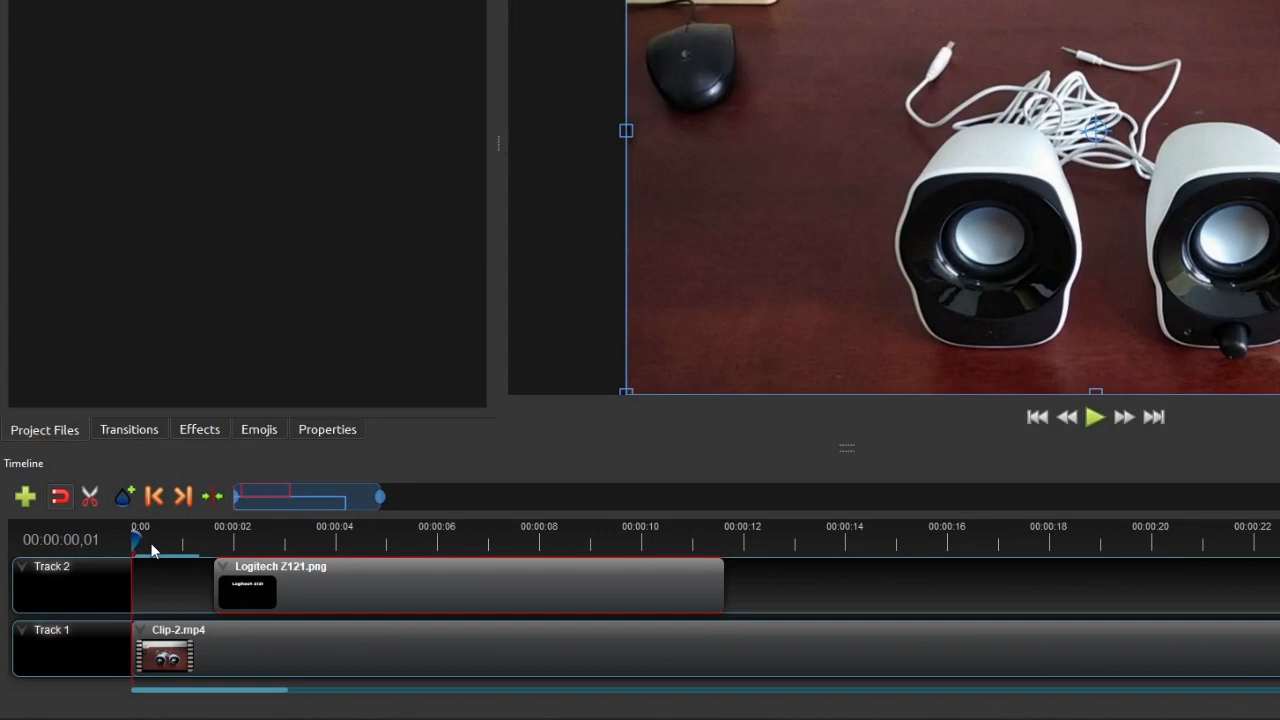 Project Files
Transitions
Effects
Emojis
Properties
Timeline
0:00
00:00:02
00:00:04
00:00:06
00:00:08
00:00:10
00:00:12
00:00:14
00:00:16
00:00:18
00:00:20
00:00:22
00:00:00,01
Track 2
Logitech Z121.png
Logitech Z121
Track 1
Clip-2.mp4